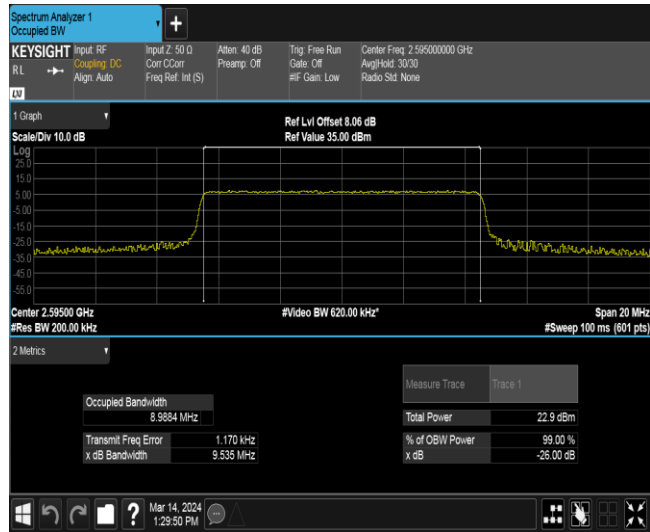 Spectrum Analyzer 1
Occupied BW
KEYSIGHT
RL
LXI
Input: RF
Coupling: DC
Align: Auto
Input Z: 50 Ω
Corr CCorr
Freq Ref: Int (S)
Atten: 40 dB
Preamp: Off
Trig: Free Run
Gate: Off
#IF Gain: Low
Center Freq: 2.595000000 GHz
Avg|Hold: 30/30
Radio Std: None
1 Graph
Scale/Div 10.0 dB
Ref Lvl Offset 8.06 dB
Ref Value 35.00 dBm
Log
25.0
15.0
5.00
-5.00
-15.0
-25.0
-35.0
-45.0
-55.0
Center 2.59500 GHz
#Res BW 200.00 kHz
#Video BW 620.00 kHz*
Span 20 MHz
#Sweep 100 ms (601 pts)
2 Metrics
Measure Trace Trace 1
Occupied Bandwidth
8.9884 MHz
Total Power 22.9 dBm
Transmit Freq Error 1.170 kHz
% of OBW Power 99.00 %
x dB Bandwidth 9.535 MHz
x dB -26.00 dB
?
Mar 14, 2024
1:29:50 PM